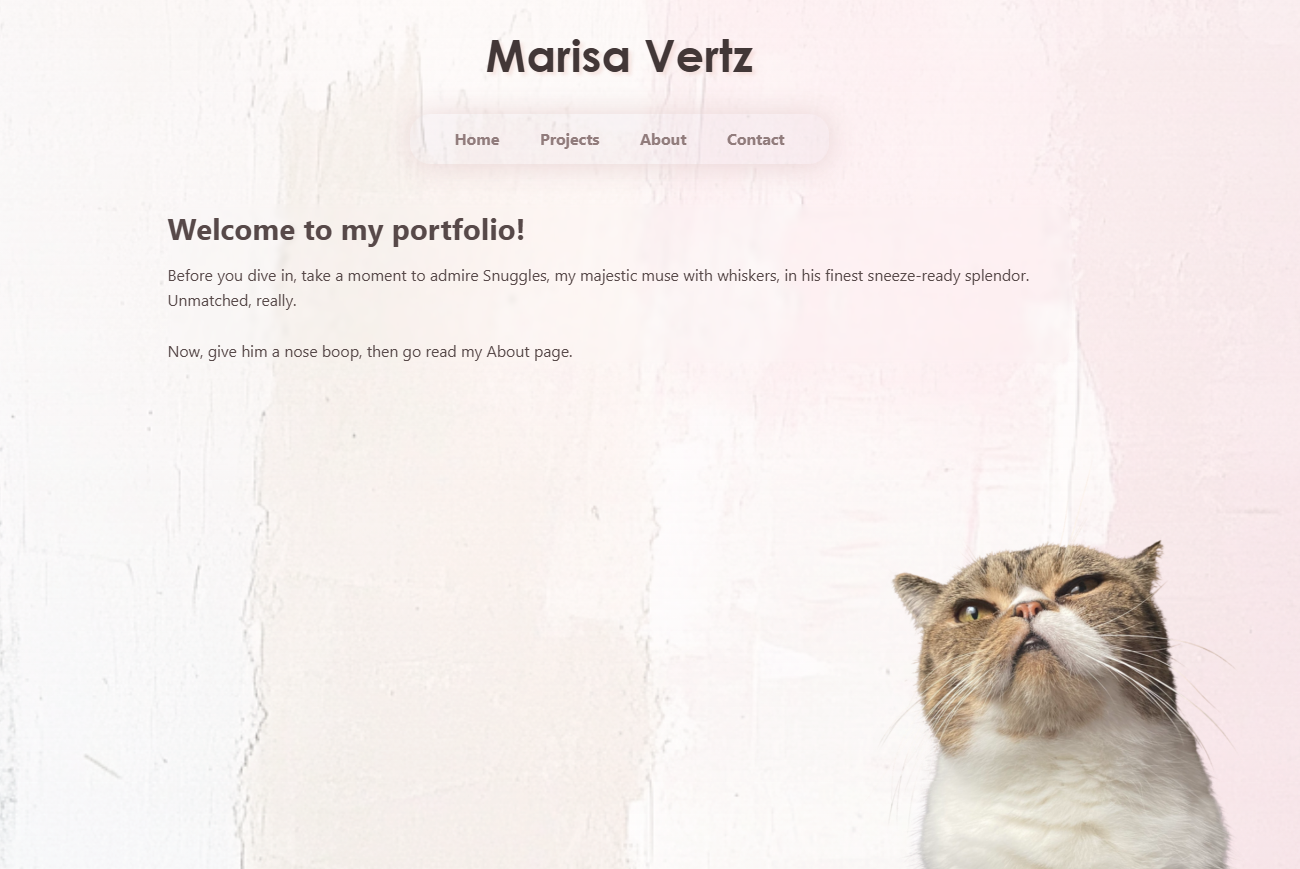 Marisa Vertz
Home Projects About Contact
Welcome to my portfolio!
Before you dive in, take a moment to admire Snuggles, my majestic muse with whiskers, in his finest sneeze-ready splendor.
Unmatched, really.
Now, give him a nose boop, then go read my About page.